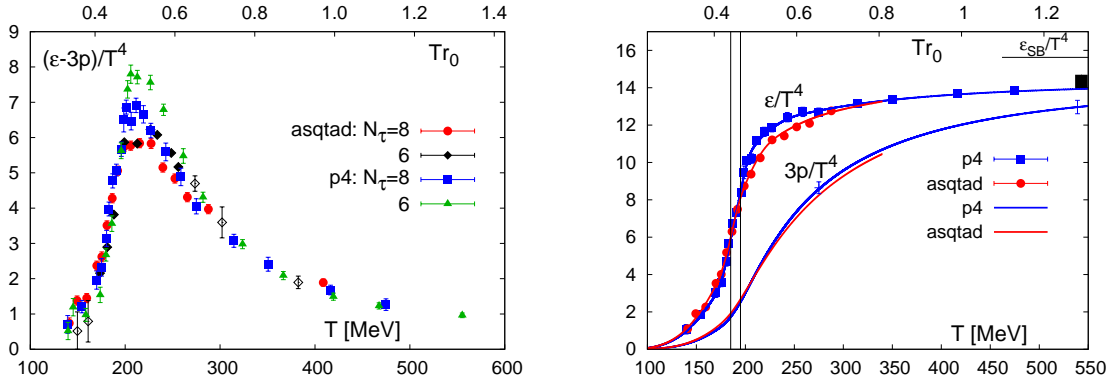 0.4 0.6 0.8 1 1.2 1.4
(ε-3p)/T⁴
Tr₀
asqtad: Nτ=8
6
p4: Nτ=8
6
9
8
7
6
5
4
3
2
1
0
T [MeV]
100 200 300 400 500 600
0.4 0.6 0.8 1 1.2
Tr₀
ε_SB/T⁴
ε/T⁴
3p/T⁴
p4
asqtad
p4
asqtad
16
14
12
10
8
6
4
2
0
T [MeV]
100 150 200 250 300 350 400 450 500 550